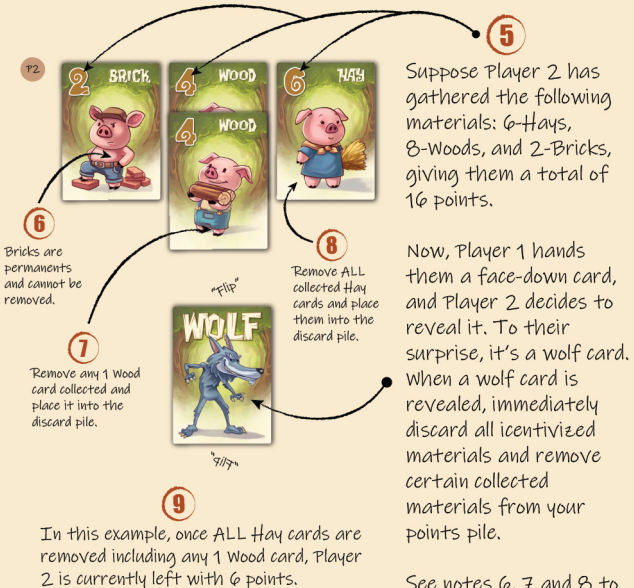 5
P2
2 BRICK
4 WOOD
6 HAY
4 WOOD
Suppose Player 2 has
gathered the following
materials: 6-Hays,
8-Woods, and 2-Bricks,
giving them a total of
16 points.
6
Bricks are
permanents
and cannot be
removed.
8
Remove ALL
collected Hay
cards and place
them into the
discard pile.
"Flip"
7
Remove any 1 Wood
card collected and
place it into the
discard pile.
WOLF
"Flip"
Now, Player 1 hands
them a face-down card,
and Player 2 decides to
reveal it. To their
surprise, it's a wolf card.
When a wolf card is
revealed, immediately
discard all icentivized
materials and remove
certain collected
materials from your
points pile.
9
In this example, once ALL Hay cards are
removed including any 1 Wood card, Player
2 is currently left with 6 points.
See notes 6, 7 and 8 to